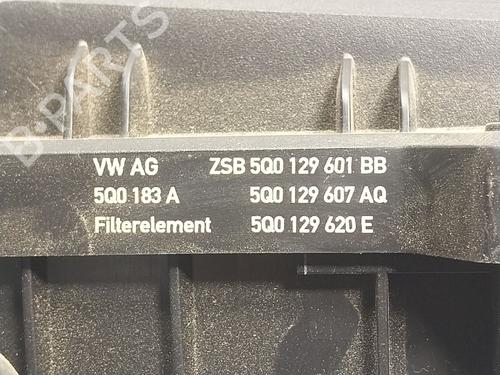 B-PARTS
VW AG ZSB 5Q0 129 601 BB
5Q0 183 A 5Q0 129 607 AQ
Filterelement 5Q0 129 620 E